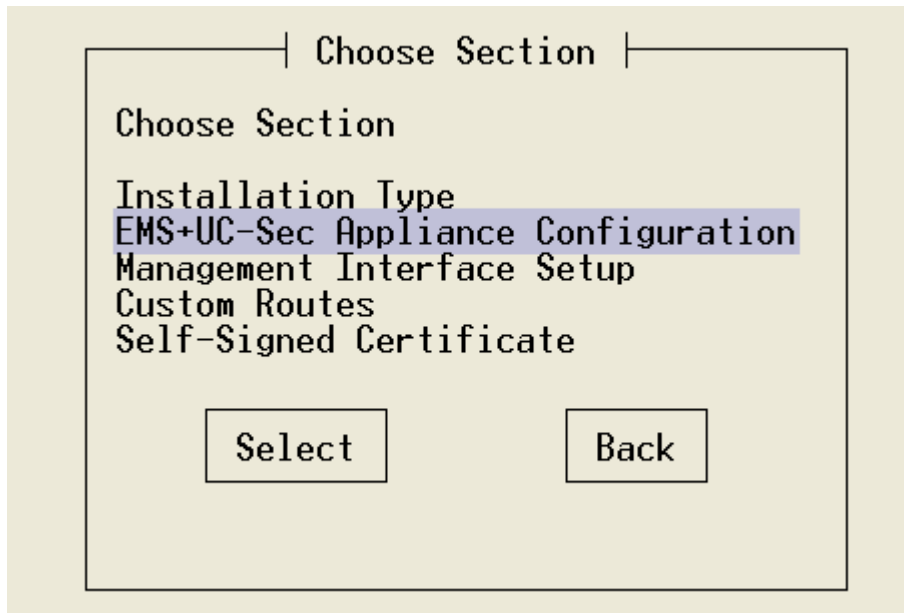 Choose Section
Choose Section
Installation Type
EMS+UC-Sec Appliance Configuration
Management Interface Setup
Custom Routes
Self-Signed Certificate
Select Back